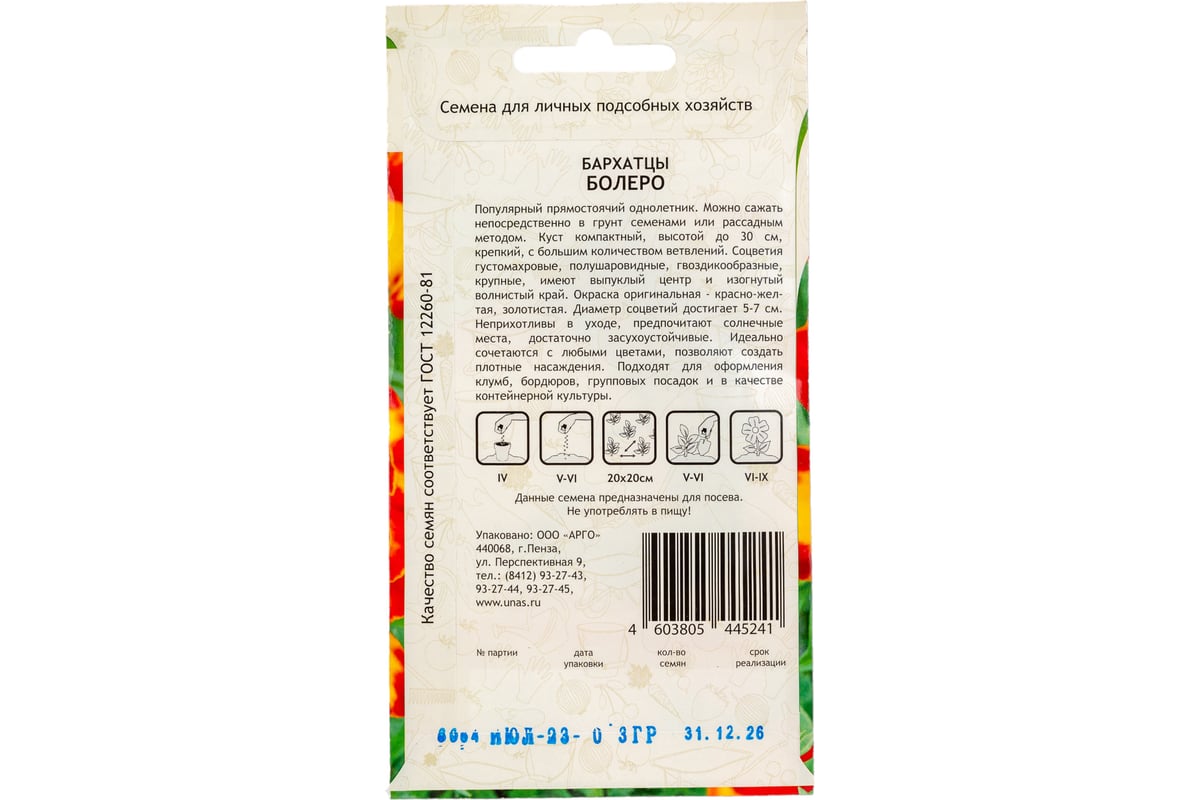 Семена для личных подсобных хозяйств
БАРХАТЦЫ
БОЛЕРО
Популярный прямостоячий однолетник. Можно сажать
непосредственно в грунт семенами или рассадным
методом. Куст компактный, высотой до 30 см,
крепкий, с большим количеством ветвлений. Соцветия
густомахровые, полушаровидные, гвоздикообразные,
крупные, имеют выпуклый центр и изогнутый
волнистый край. Окраска оригинальная - красно-жел-
тая, золотистая. Диаметр соцветий достигает 5-7 см.
Неприхотливы в уходе, предпочитают солнечные
места, достаточно засухоустойчивые. Идеально
сочетаются с любыми цветами, позволяют создать
плотные насаждения. Подходят для оформления
клумб, бордюров, групповых посадок и в качестве
контейнерной культуры.
Качество семян соответствует ГОСТ 12260-81
IV V-VI 20х20см V-VI VI-IX
Данные семена предназначены для посева.
Не употреблять в пищу!
Упаковано: ООО «АРГО»
440068, г.Пенза,
ул. Перспективная 9,
тел.: (8412) 93-27-43,
93-27-44, 93-27-45,
www.unas.ru
4 603805 445241
№ партии дата упаковки кол-во семян срок реализации
ИЮЛ-23- 0 3ГР 31.12.26